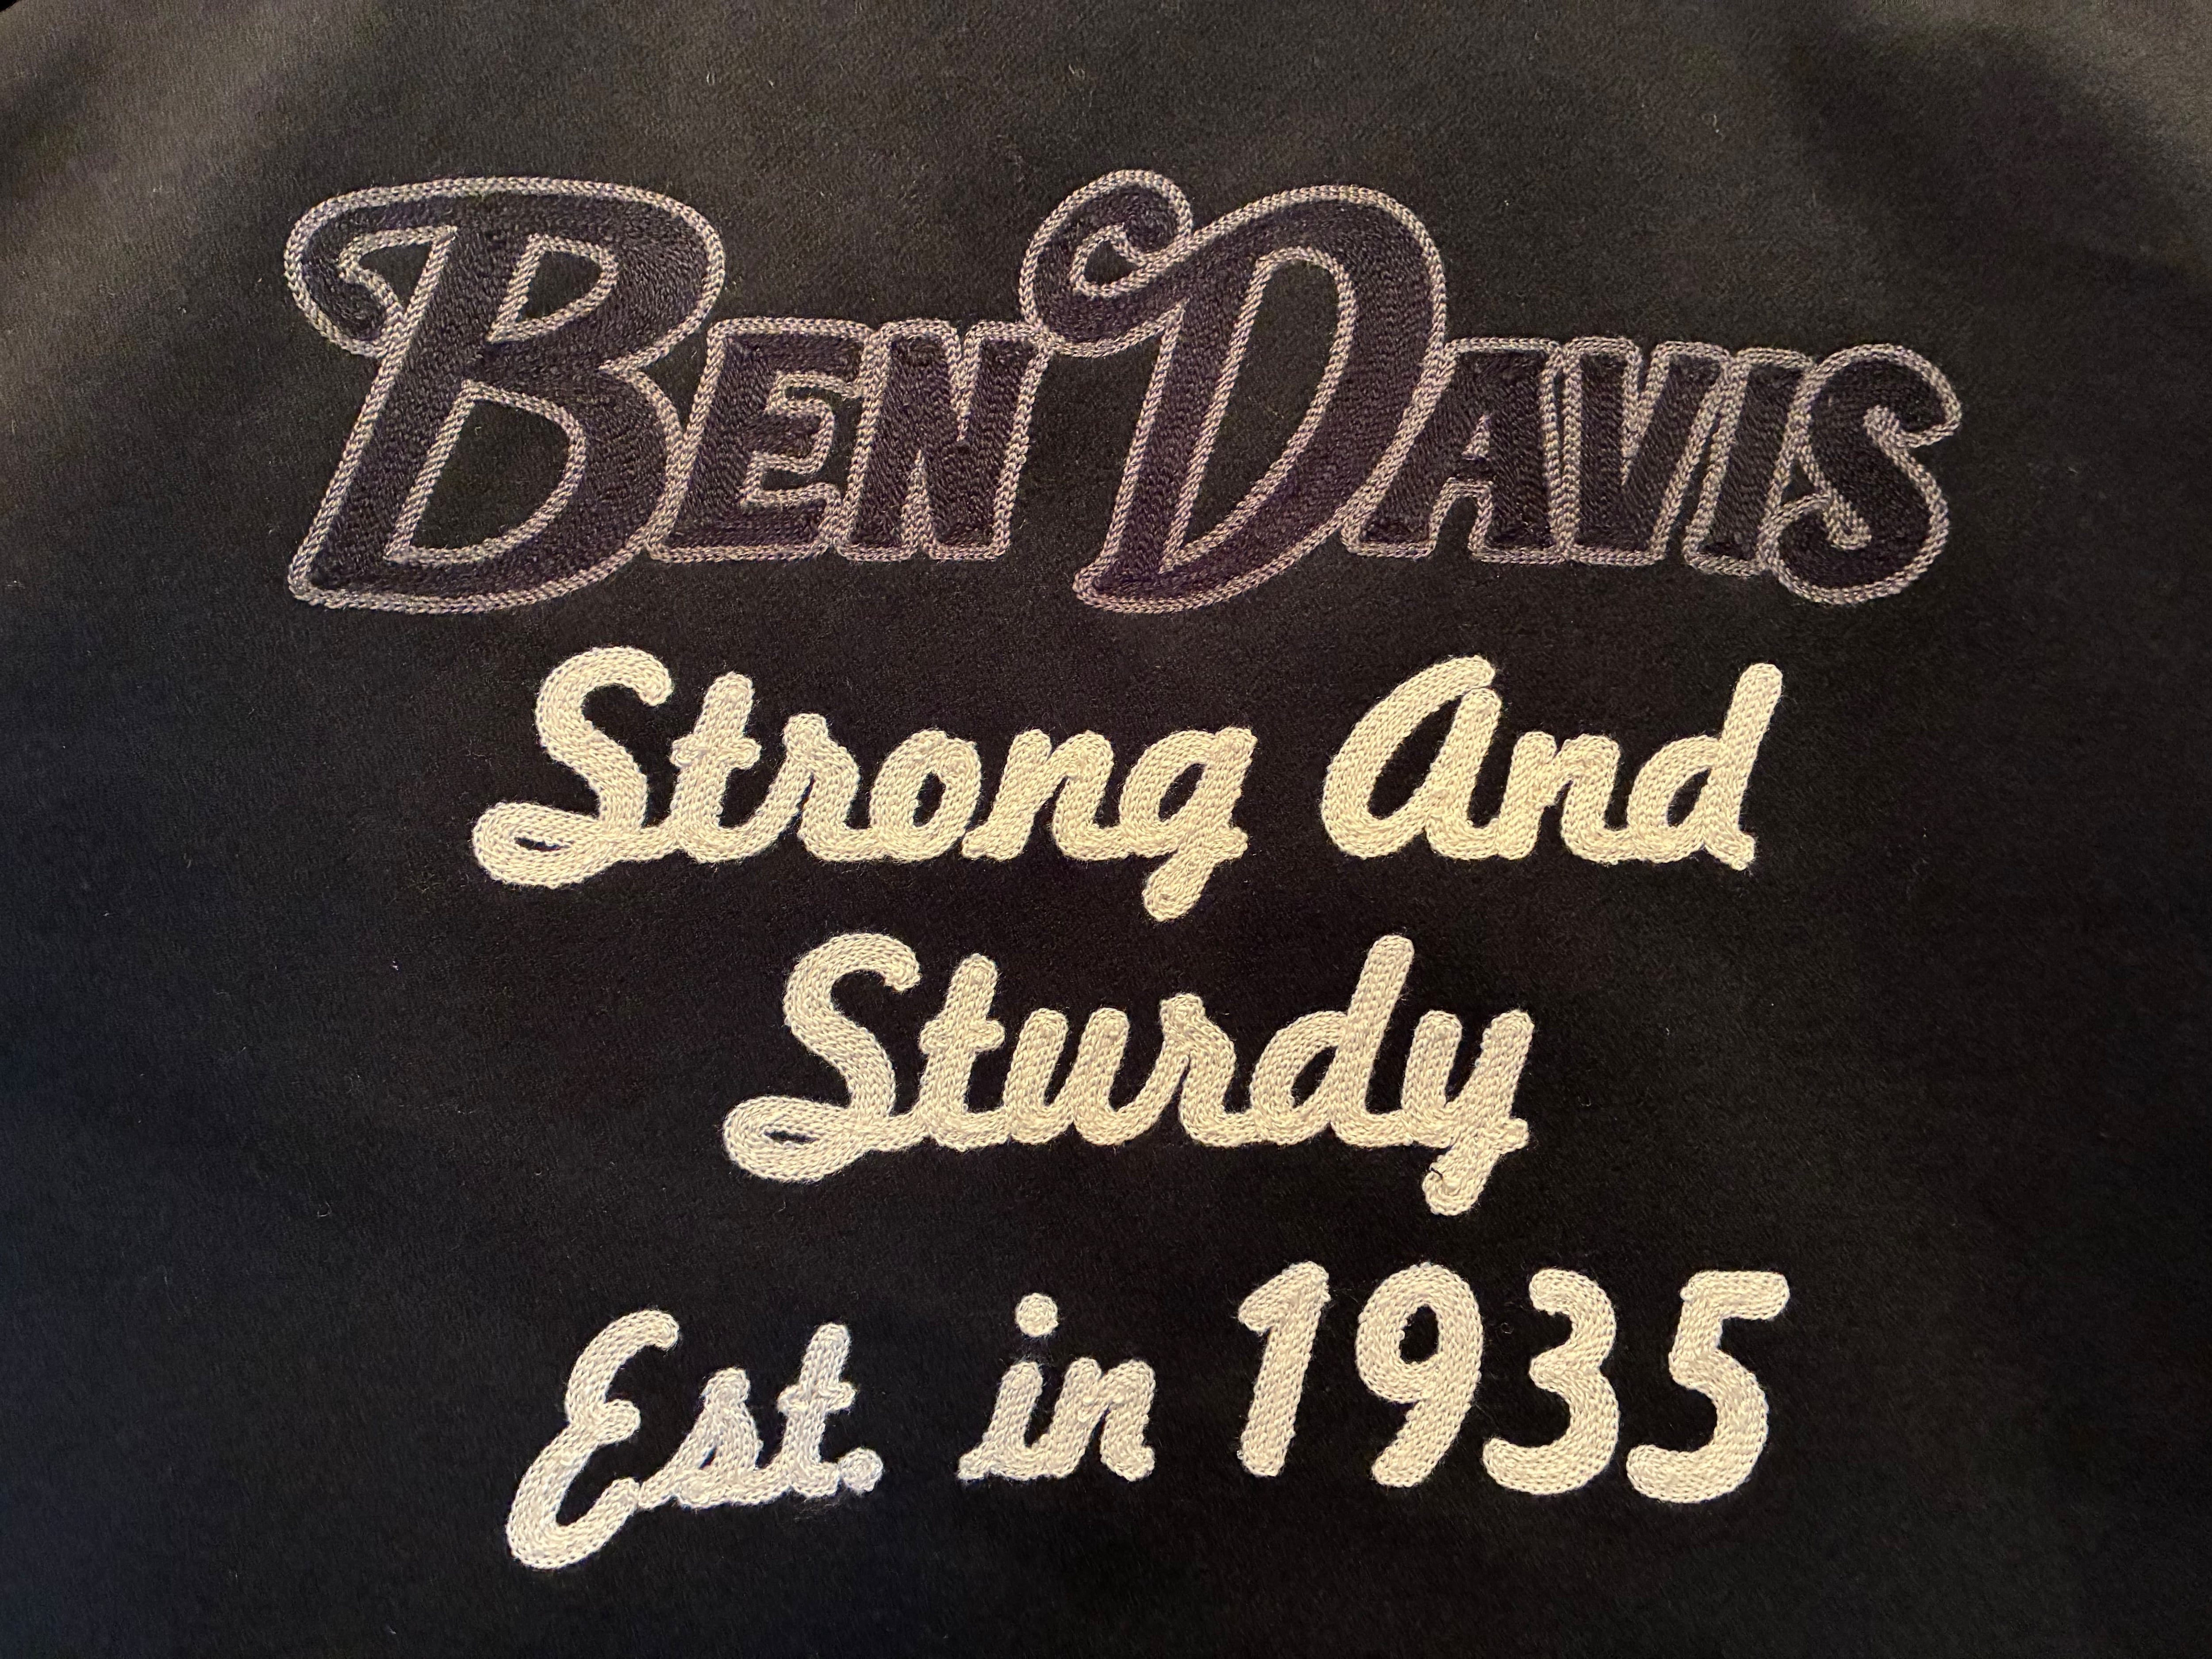 BEN DAVIS
Strong And
Sturdy
Est. in 1935